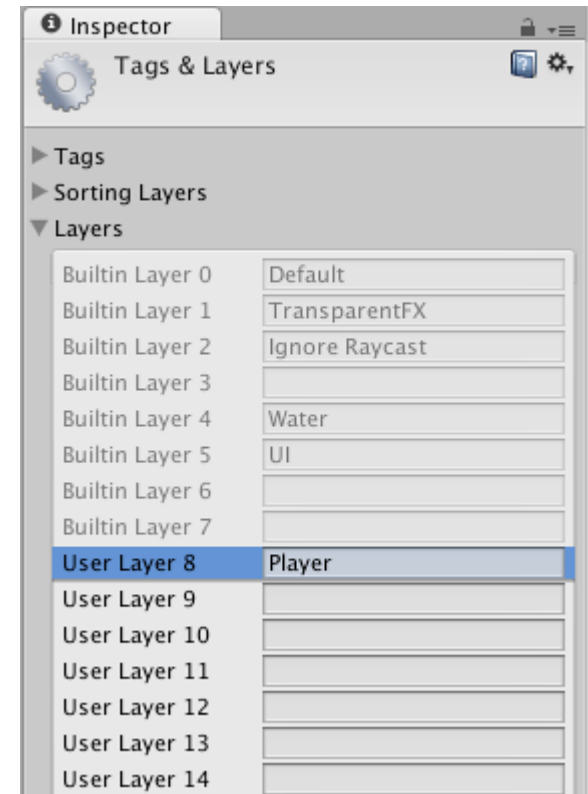 Inspector
Tags & Layers
Tags
Sorting Layers
Layers
Builtin Layer 0 Default
Builtin Layer 1 TransparentFX
Builtin Layer 2 Ignore Raycast
Builtin Layer 3
Builtin Layer 4 Water
Builtin Layer 5 UI
Builtin Layer 6
Builtin Layer 7
User Layer 8 Player
User Layer 9
User Layer 10
User Layer 11
User Layer 12
User Layer 13
User Layer 14